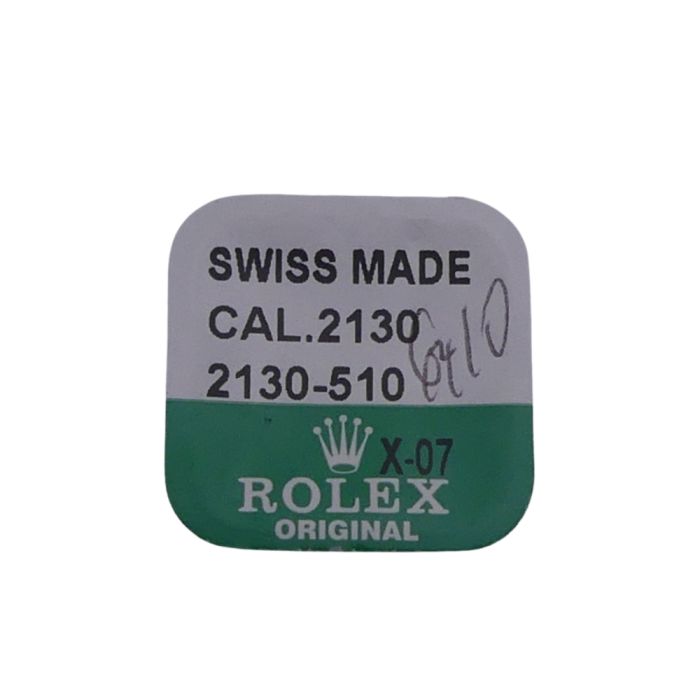 SWISS MADE
CAL.2130
2130-510
X-07
ROLEX
ORIGINAL